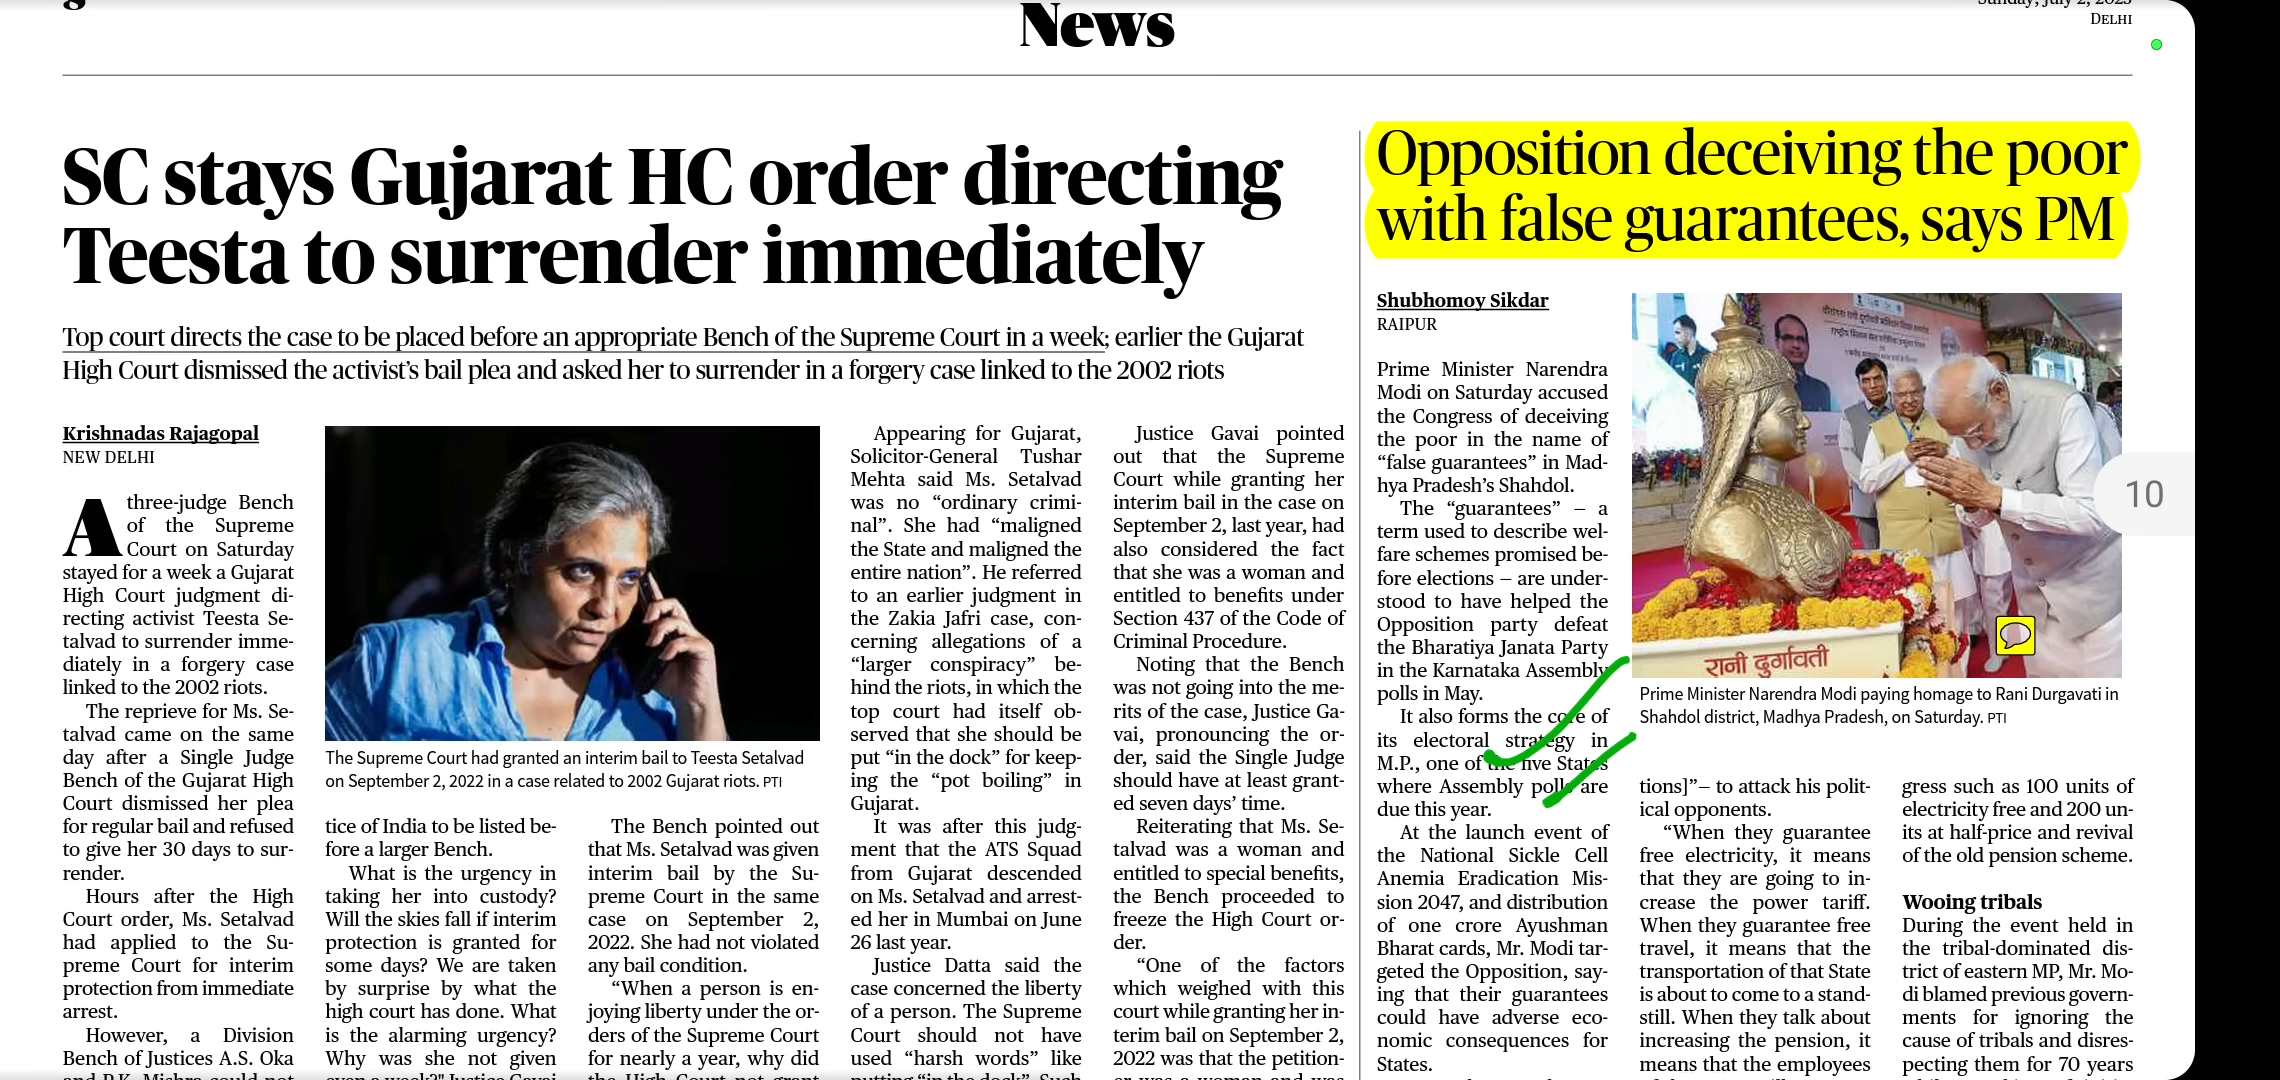 News
DELHI
SC stays Gujarat HC order directing
Teesta to surrender immediately
Top court directs the case to be placed before an appropriate Bench of the Supreme Court in a week; earlier the Gujarat
High Court dismissed the activist’s bail plea and asked her to surrender in a forgery case linked to the 2002 riots
Krishnadas Rajagopal
NEW DELHI
A three-judge Bench
of the Supreme
Court on Saturday
stayed for a week a Gujarat
High Court judgment di-
recting activist Teesta Se-
talvad to surrender imme-
diately in a forgery case
linked to the 2002 riots.
The reprieve for Ms. Se-
talvad came on the same
day after a Single Judge
Bench of the Gujarat High
Court dismissed her plea
for regular bail and refused
to give her 30 days to sur-
render.
Hours after the High
Court order, Ms. Setalvad
had applied to the Su-
preme Court for interim
protection from immediate
arrest.
However, a Division
Bench of Justices A.S. Oka
The Supreme Court had granted an interim bail to Teesta Setalvad
on September 2, 2022 in a case related to 2002 Gujarat riots. PTI
tice of India to be listed be-
fore a larger Bench.
What is the urgency in
taking her into custody?
Will the skies fall if interim
protection is granted for
some days? We are taken
by surprise by what the
high court has done. What
is the alarming urgency?
Why was she not given
The Bench pointed out
that Ms. Setalvad was given
interim bail by the Su-
preme Court in the same
case on September 2,
2022. She had not violated
any bail condition.
“When a person is en-
joying liberty under the or-
ders of the Supreme Court
for nearly a year, why did
Appearing for Gujarat,
Solicitor-General Tushar
Mehta said Ms. Setalvad
was no “ordinary crimi-
nal”. She had “maligned
the State and maligned the
entire nation”. He referred
to an earlier judgment in
the Zakia Jafri case, con-
cerning allegations of a
“larger conspiracy” be-
hind the riots, in which the
top court had itself ob-
served that she should be
put “in the dock” for keep-
ing the “pot boiling” in
Gujarat.
It was after this judg-
ment that the ATS Squad
from Gujarat descended
on Ms. Setalvad and arrest-
ed her in Mumbai on June
26 last year.
Justice Datta said the
case concerned the liberty
of a person. The Supreme
Court should not have
used “harsh words” like
Justice Gavai pointed
out that the Supreme
Court while granting her
interim bail in the case on
September 2, last year, had
also considered the fact
that she was a woman and
entitled to benefits under
Section 437 of the Code of
Criminal Procedure.
Noting that the Bench
was not going into the me-
rits of the case, Justice Ga-
vai, pronouncing the or-
der, said the Single Judge
should have at least grant-
ed seven days’ time.
Reiterating that Ms. Se-
talvad was a woman and
entitled to special benefits,
the Bench proceeded to
freeze the High Court or-
der.
“One of the factors
which weighed with this
court while granting her in-
terim bail on September 2,
2022 was that the petition-
Opposition deceiving the poor
with false guarantees, says PM
Shubhomoy Sikdar
RAIPUR
Prime Minister Narendra
Modi on Saturday accused
the Congress of deceiving
the poor in the name of
“false guarantees” in Mad-
hya Pradesh’s Shahdol.
The “guarantees” — a
term used to describe wel-
fare schemes promised be-
fore elections — are under-
stood to have helped the
Opposition party defeat
the Bharatiya Janata Party
in the Karnataka Assembly
polls in May.
It also forms the core of
its electoral strategy in
M.P., one of the five States
where Assembly polls are
due this year.
At the launch event of
the National Sickle Cell
Anemia Eradication Mis-
sion 2047, and distribution
of one crore Ayushman
Bharat cards, Mr. Modi tar-
geted the Opposition, say-
ing that their guarantees
could have adverse eco-
nomic consequences for
States.
रानी दुर्गावती
10
Prime Minister Narendra Modi paying homage to Rani Durgavati in
Shahdol district, Madhya Pradesh, on Saturday. PTI
tions]”— to attack his polit-
ical opponents.
“When they guarantee
free electricity, it means
that they are going to in-
crease the power tariff.
When they guarantee free
travel, it means that the
transportation of that State
is about to come to a stand-
still. When they talk about
increasing the pension, it
means that the employees
gress such as 100 units of
electricity free and 200 un-
its at half-price and revival
of the old pension scheme.
Wooing tribals
During the event held in
the tribal-dominated dis-
trict of eastern MP, Mr. Mo-
di blamed previous govern-
ments for ignoring the
cause of tribals and disres-
pecting them for 70 years